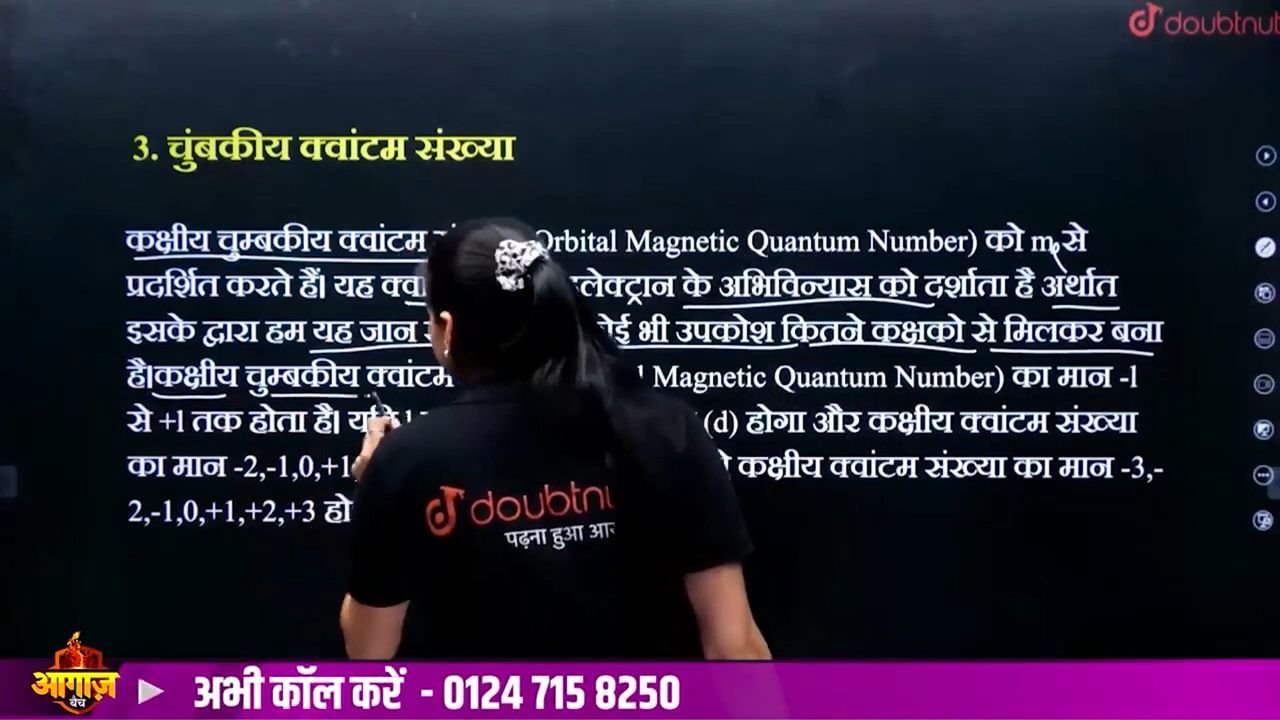 doubtnut
3. चुंबकीय क्वांटम संख्या
कक्षीय चुम्बकीय क्वांटम Orbital Magnetic Quantum Number) को mℓ से
प्रदर्शित करते हैं। यह के अभिविन्यास को दर्शाता है अर्थात
इसके द्वारा हम यह जान भी उपकोश कितने कक्षको से मिलकर बना
है।कक्षीय चुम्बकीय क्वांटम Magnetic Quantum Number) का मान -l
से +l तक होता है। (d) होगा और कक्षीय क्वांटम संख्या
का मान -2,-1,0,+1 कक्षीय क्वांटम संख्या का मान -3,-
2,-1,0,+1,+2,+3
doubtnu
पढ़ना हुआ
आगाज़
बैच
अभी कॉल करें - 0124 715 8250